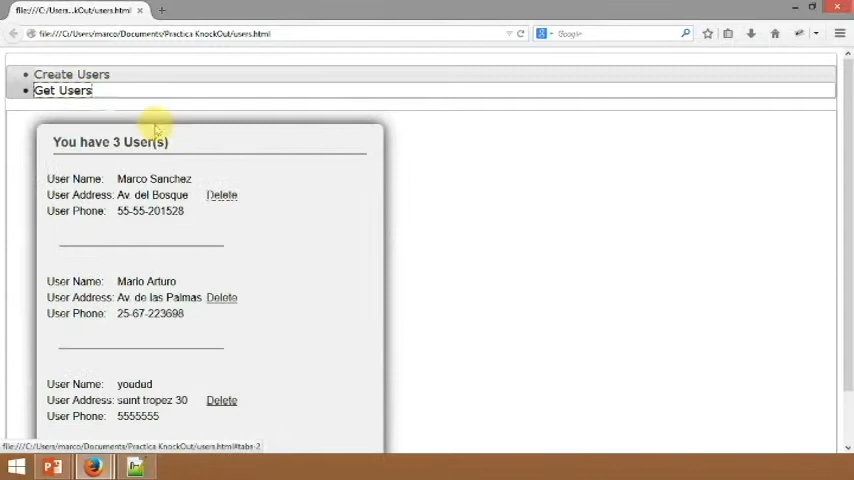 file:///C:/Users...kOut/users.html
file:///C:/Users/marco/Documents/Practica KnockOut/users.html
Google
Create Users
Get Users
You have 3 User(s)
User Name: Marco Sanchez
User Address: Av. del Bosque Delete
User Phone: 55-55-201528
User Name: Mario Arturo
User Address: Av. de las Palmas Delete
User Phone: 25-67-223698
User Name: youdad
User Address: saint tropez 30 Delete
User Phone: 5555555
file:///C:/Users/marco/Documents/Practica KnockOut/users.html#tabs-2